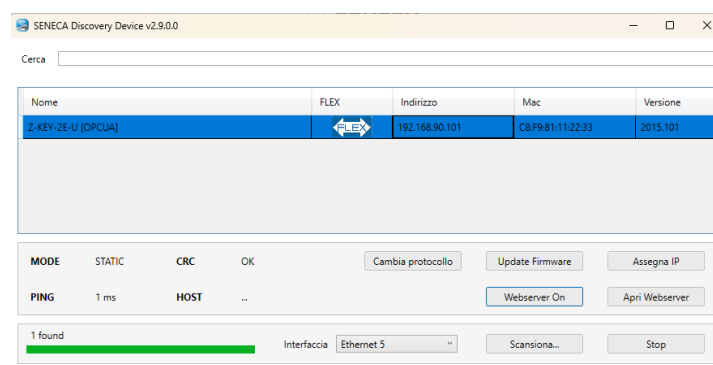 SENECA Discovery Device v2.9.0.0
Cerca
Nome FLEX Indirizzo Mac Versione
Z-KEY-2E-U [OPCUA] FLEX 192.168.90.101 C8:F9:81:11:22:33 2015.101
MODE STATIC CRC OK Cambia protocollo Update Firmware Assegna IP
PING 1 ms HOST ... Webserver On Apri Webserver
1 found
Interfaccia Ethernet 5 Scansiona... Stop